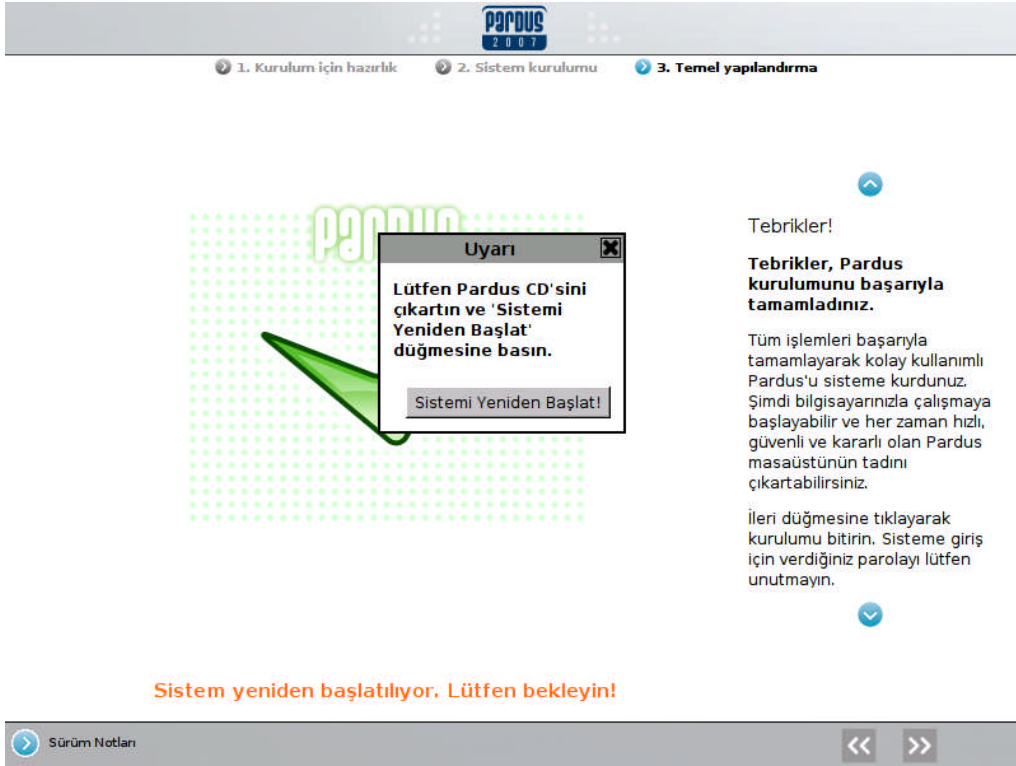 Pardus
2007
1. Kurulum için hazırlık
2. Sistem kurulumu
3. Temel yapılandırma
Uyarı
Lütfen Pardus CD'sini
çıkartın ve 'Sistemi
Yeniden Başlat'
düğmesine basın.
Sistemi Yeniden Başlat!
Tebrikler!
Tebrikler, Pardus
kurulumunu başarıyla
tamamladınız.
Tüm işlemleri başarıyla
tamamlayarak kolay kullanımlı
Pardus'u sisteme kurdunuz.
Şimdi bilgisayarınızla çalışmaya
başlayabilir ve her zaman hızlı,
güvenli ve kararlı olan Pardus
masaüstünün tadını
çıkartabilirsiniz.
İleri düğmesine tıklayarak
kurulumu bitirin. Sisteme giriş
için verdiğiniz parolayı lütfen
unutmayın.
Sistem yeniden başlatılıyor. Lütfen bekleyin!
Sürüm Notları